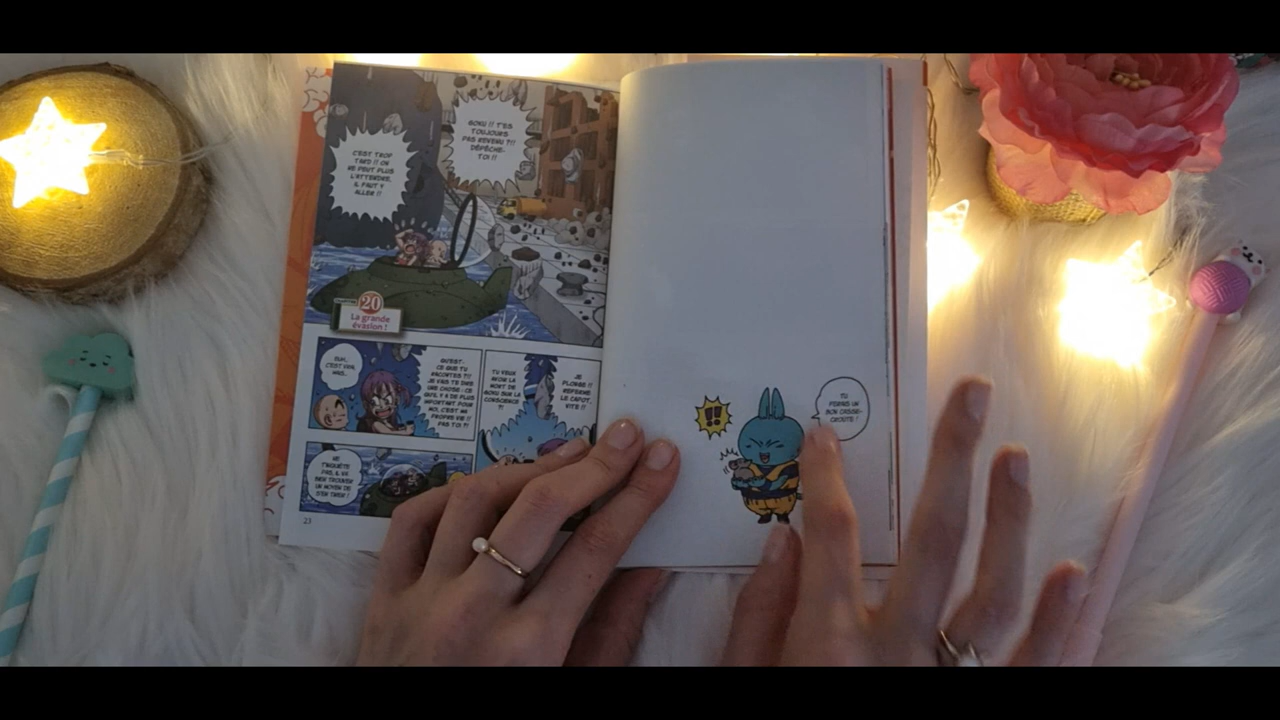 GOKU !! T'ES
TOUJOURS
PAS REVENU ?!!
DÉPÊCHE-
TOI !!
C'EST TROP
TARD !! ON
NE PEUT PLUS
L'ATTENDRE,
IL FAUT Y
ALLER !!
CHAPITRE 20
La grande
évasion !
EUH...
C'EST VRAI,
MAIS...
QU'EST-
CE QUE TU
RACONTES ?!!
JE VAIS TE DIRE
UNE CHOSE : CE
QU'IL Y A DE PLUS
IMPORTANT POUR
MOI, C'EST MA
PROPRE VIE !!
PAS TOI ?!
TU VEUX
AVOIR LA
MORT DE
GOKU SUR LA
CONSCIENCE
?!
JE
PLONGE !!
REFERME
LE CAPOT,
VITE !!
NE
T'INQUIÈTE
PAS, IL VA
BIEN TROUVER
UN MOYEN DE
S'EN TIRER !
23
!!
TU
FERAIS UN
BON CASSE-
CROÛTE !